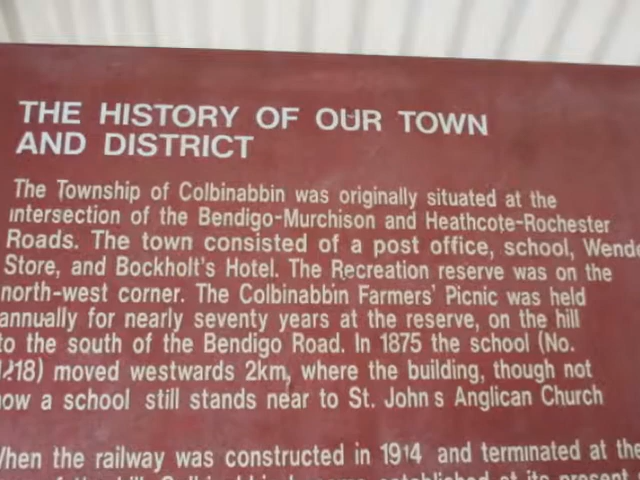 THE HISTORY OF OUR TOWN
AND DISTRICT
The Township of Colbinabbin was originally situated at the
intersection of the Bendigo-Murchison and Heathcote-Rochester
Roads. The town consisted of a post office, school,
Store, and Bockholt's Hotel. The Recreation reserve was on the
north-west corner. The Colbinabbin Farmers' Picnic was held
annually for nearly seventy years at the reserve, on the hill
to the south of the Bendigo Road. In 1875 the school (No.
moved westwards 2km, where the building, though not
now a school still stands near to St. John s Anglican Church
When the railway was constructed in 1914 and terminated at the